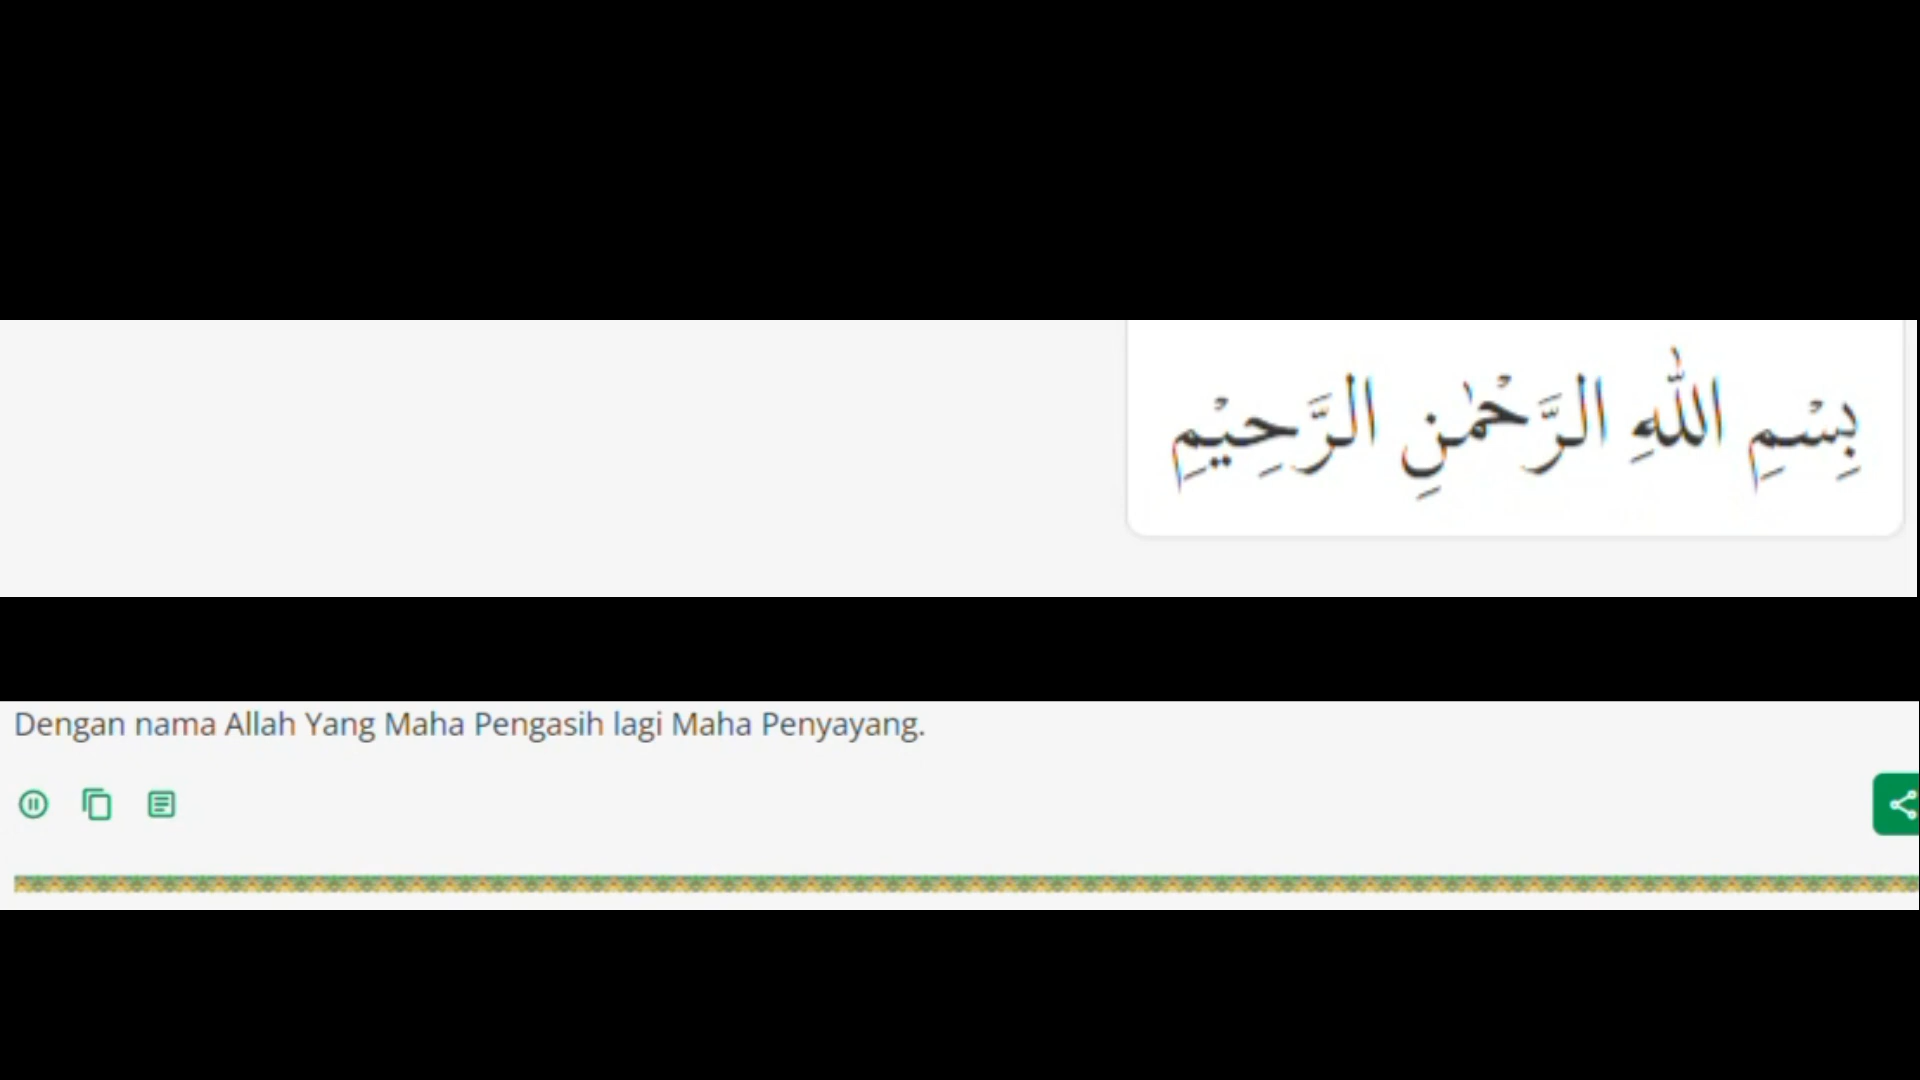 بِسْمِ اللّٰهِ الرَّحْمٰنِ الرَّحِيْمِ
Dengan nama Allah Yang Maha Pengasih lagi Maha Penyayang.